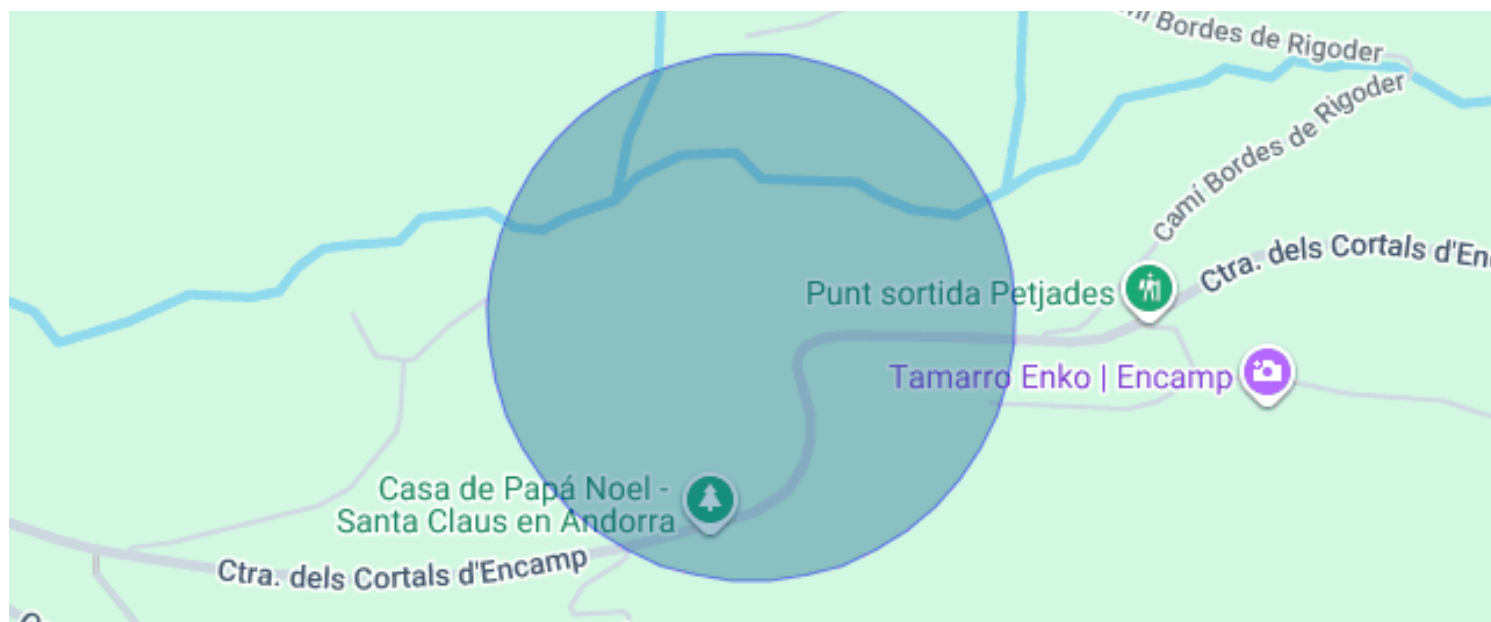 Bordes de Rigoder
Camí Bordes de Rigoder
Ctra. dels Cortals d'En
Punt sortida Petjades
Tamarro Enko | Encamp
Casa de Papá Noel -
Santa Claus en Andorra
Ctra. dels Cortals d'Encamp